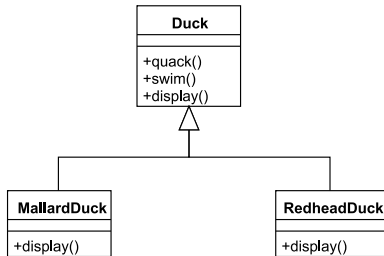 Duck
+quack()
+swim()
+display()
MallardDuck
+display()
RedheadDuck
+display()